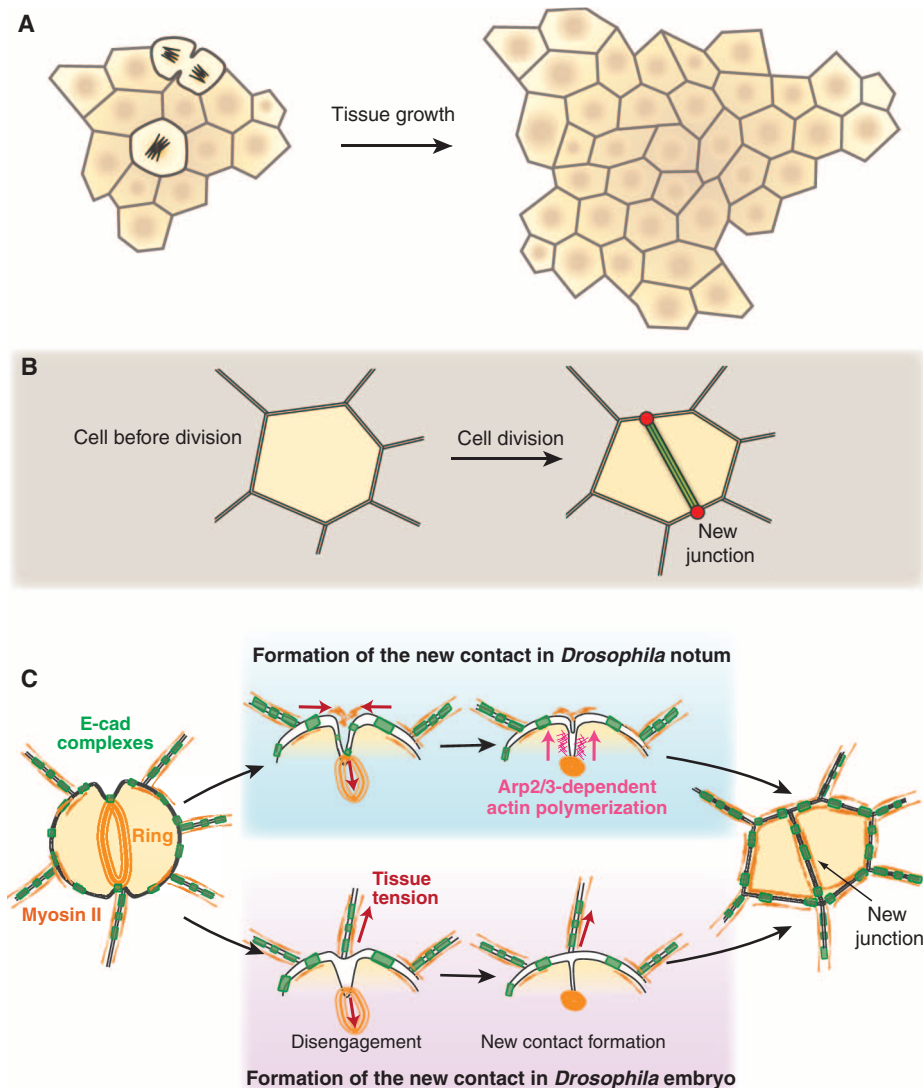 A
Tissue growth
B
Cell before division
Cell division
New
junction
C
Formation of the new contact in Drosophila notum
E-cad
complexes
Ring
Myosin II
Arp2/3-dependent
actin polymerization
Tissue
tension
New
junction
Disengagement
New contact formation
Formation of the new contact in Drosophila embryo